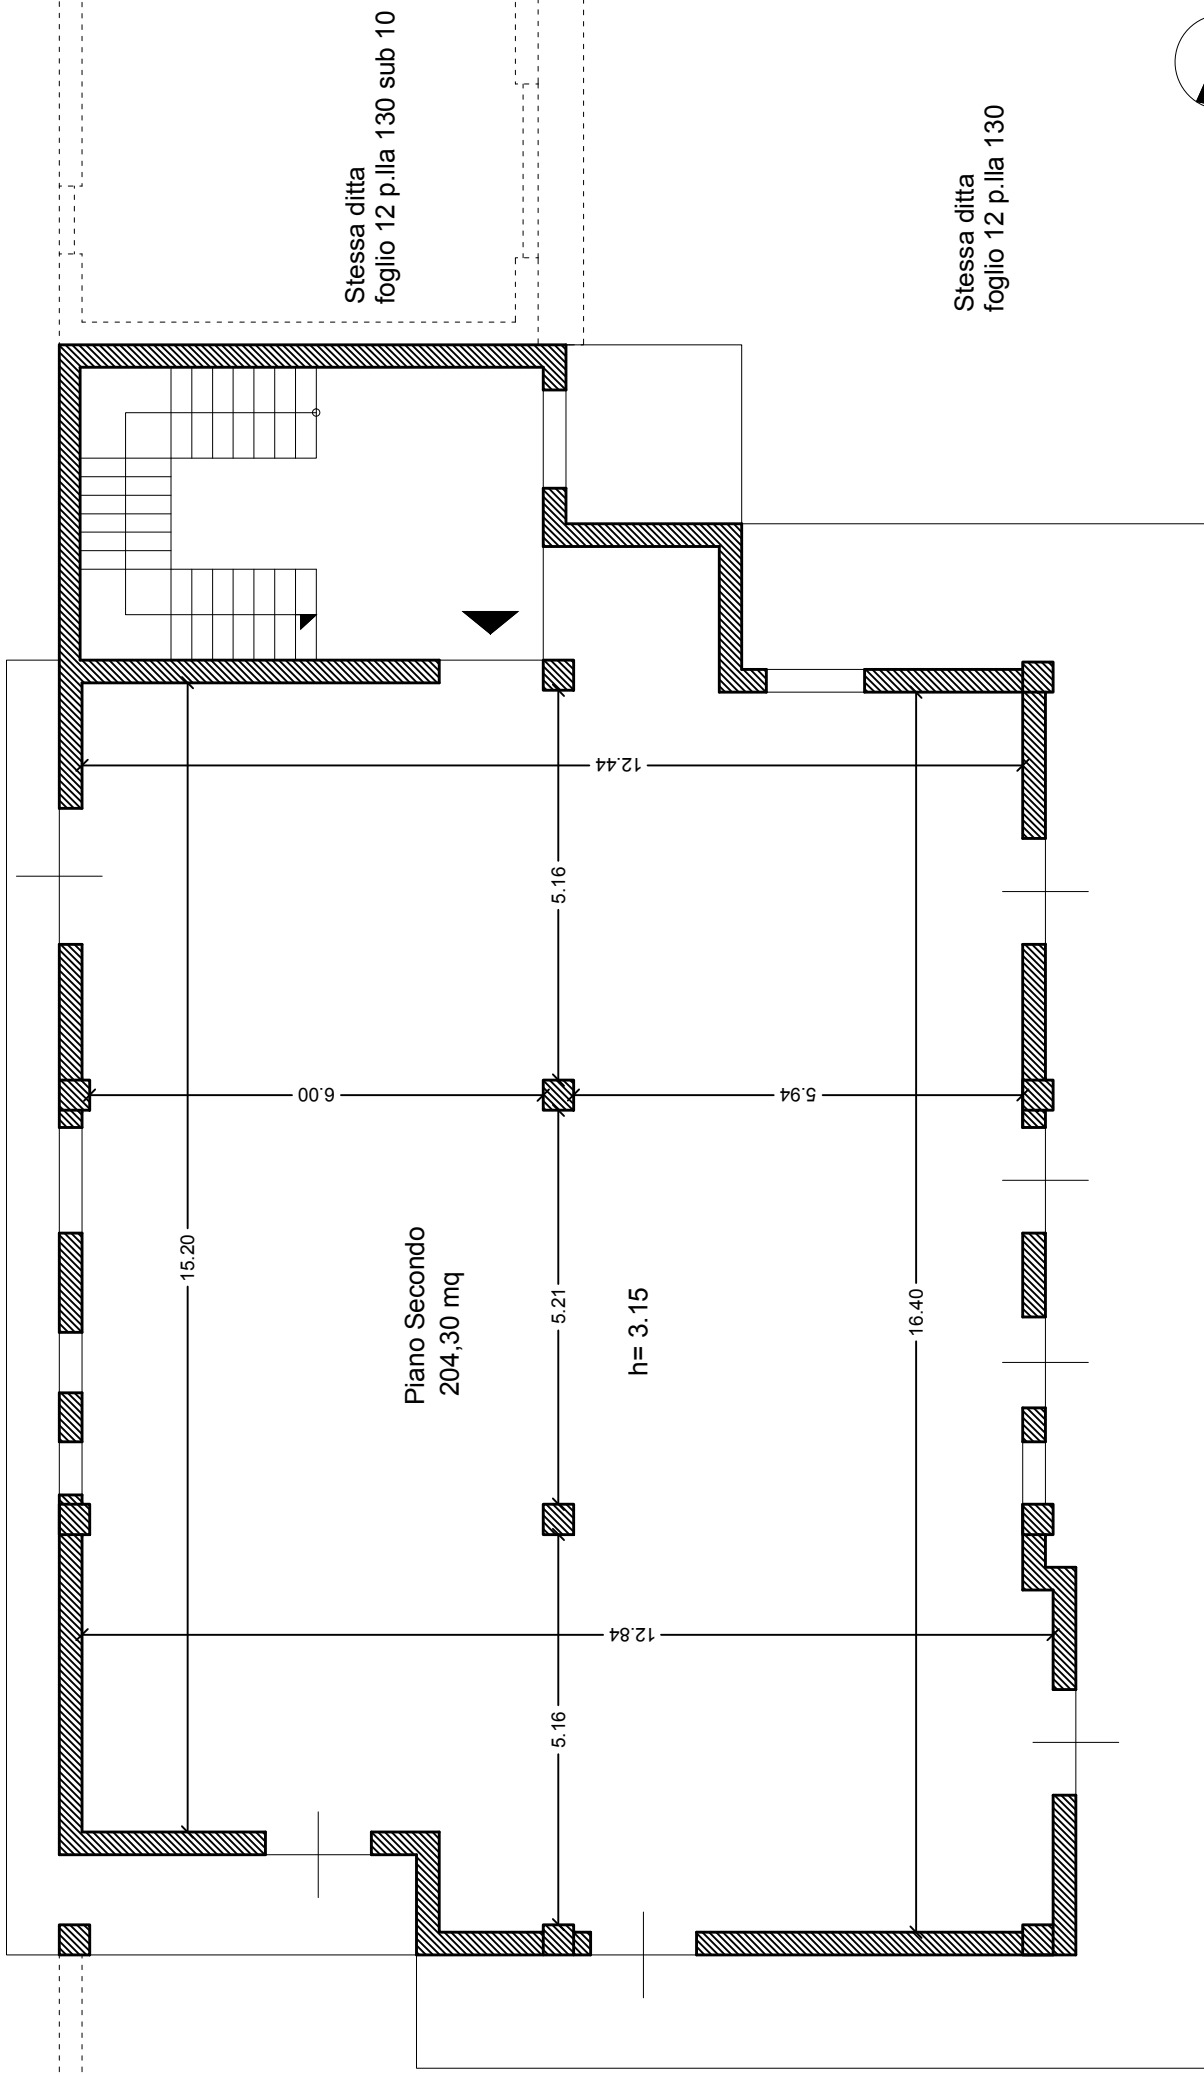 Stessa ditta
foglio 12 p.lla 130 sub 10
Stessa ditta
foglio 12 p.lla 130
12.44
5.16
6.00
5.94
15.20
Piano Secondo
204,30 mq
5.21
h= 3.15
16.40
12.84
5.16